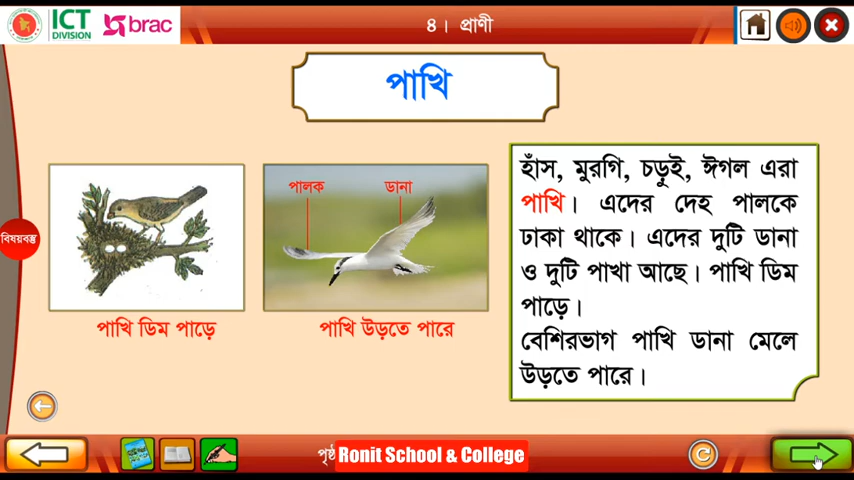 ICT
DIVISION
brac
৪। প্রাণী
পাখি
পালক
ডানা
পাখি ডিম পাড়ে
পাখি উড়তে পারে
হাঁস, মুরগি, চড়ুই, ঈগল এরা
পাখি। এদের দেহ পালকে
ঢাকা থাকে। এদের দুটি ডানা
ও দুটি পাখা আছে। পাখি ডিম
পাড়ে।
বেশিরভাগ পাখি ডানা মেলে
উড়তে পারে।
বিষয়বস্তু
Ronit School & College